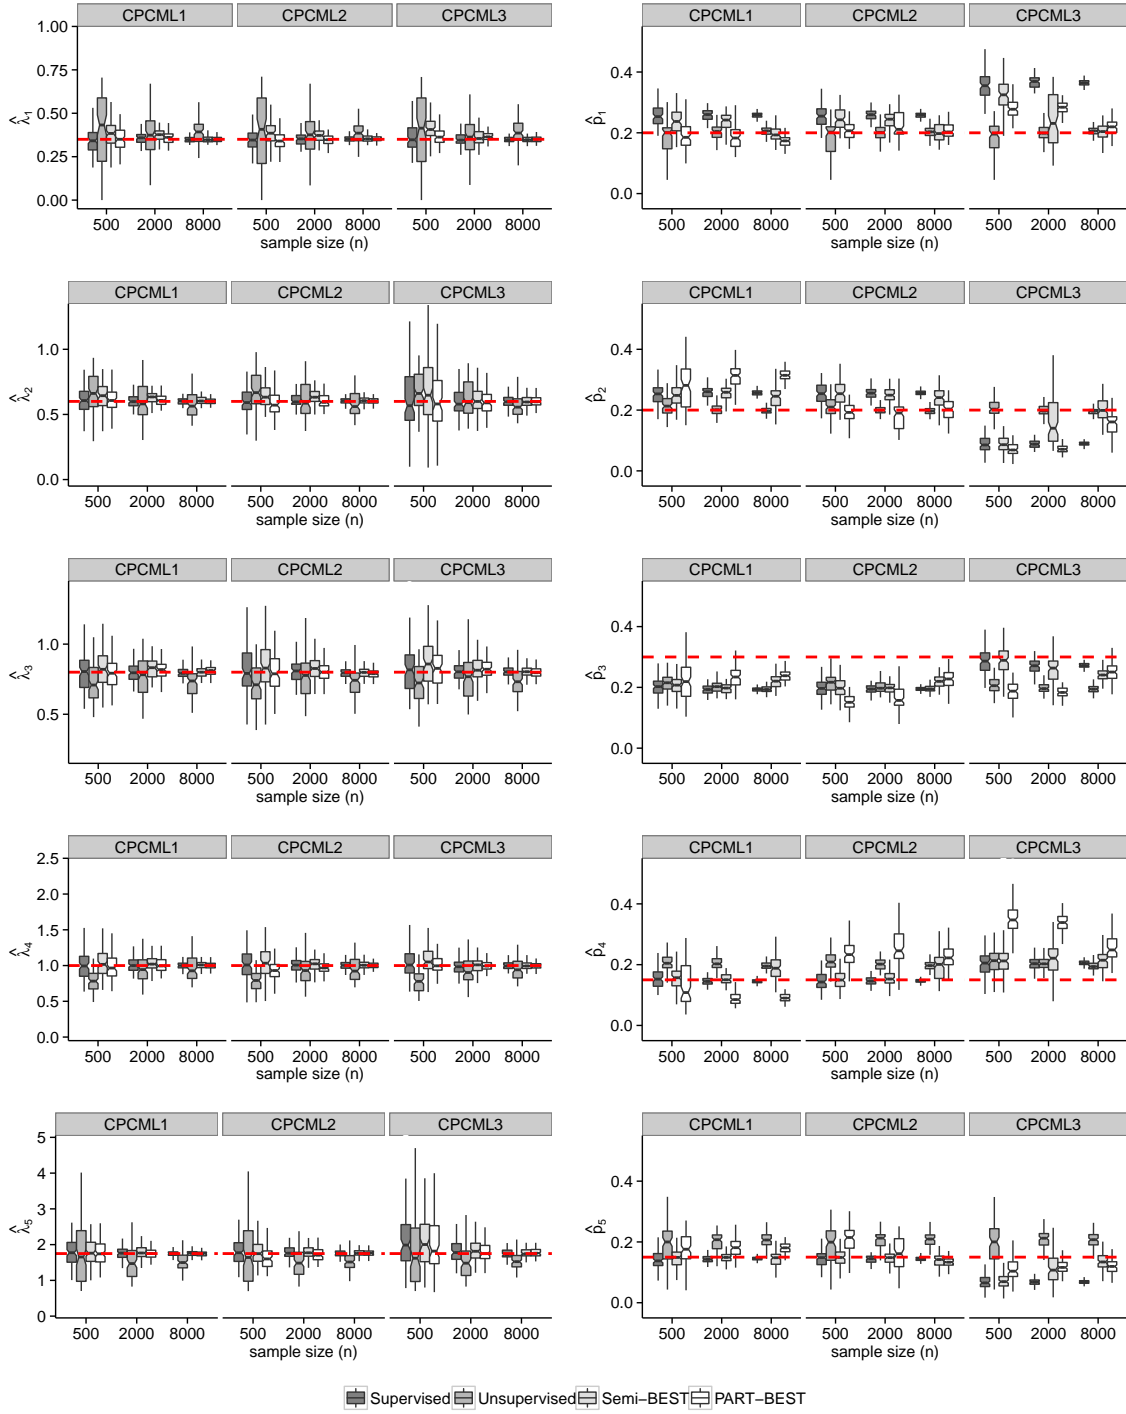 CPCML1 CPCML2 CPCML3
1.00
0.75
0.50
0.25
0.00
λ̂1
500 2000 8000 500 2000 8000 500 2000 8000
sample size (n)
CPCML1 CPCML2 CPCML3
0.4
0.2
0.0
p̂1
500 2000 8000 500 2000 8000 500 2000 8000
sample size (n)
CPCML1 CPCML2 CPCML3
1.0
0.5
0.0
λ̂2
500 2000 8000 500 2000 8000 500 2000 8000
sample size (n)
CPCML1 CPCML2 CPCML3
0.4
0.2
0.0
p̂2
500 2000 8000 500 2000 8000 500 2000 8000
sample size (n)
CPCML1 CPCML2 CPCML3
1.0
0.5
λ̂3
500 2000 8000 500 2000 8000 500 2000 8000
sample size (n)
CPCML1 CPCML2 CPCML3
0.4
0.2
0.0
p̂3
500 2000 8000 500 2000 8000 500 2000 8000
sample size (n)
CPCML1 CPCML2 CPCML3
2.5
2.0
1.5
1.0
0.5
0.0
λ̂4
500 2000 8000 500 2000 8000 500 2000 8000
sample size (n)
CPCML1 CPCML2 CPCML3
0.4
0.2
0.0
p̂4
500 2000 8000 500 2000 8000 500 2000 8000
sample size (n)
CPCML1 CPCML2 CPCML3
5
4
3
2
1
0
λ̂5
500 2000 8000 500 2000 8000 500 2000 8000
sample size (n)
CPCML1 CPCML2 CPCML3
0.4
0.2
0.0
p̂5
500 2000 8000 500 2000 8000 500 2000 8000
sample size (n)
Supervised Unsupervised Semi−BEST PART−BEST